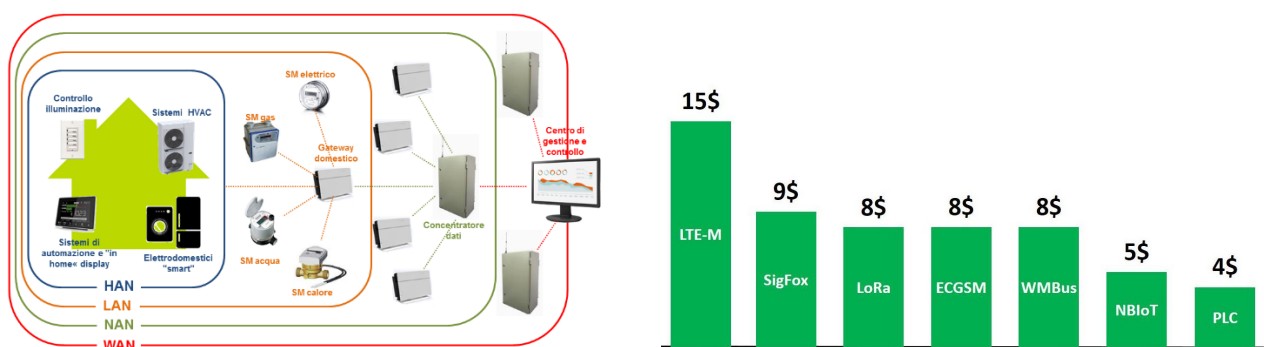 Controllo
illuminazione
Sistemi HVAC
Sistemi di
automazione e "in
home« display
Elettrodomestici
"smart"
HAN
SM elettrico
SM gas
Gateway
domestico
SM acqua
SM calore
LAN
Concentratore
dati
NAN
Centro di
gestione e
controllo
WAN
15$
LTE-M
9$
SigFox
8$
LoRa
8$
ECGSM
8$
WMBus
5$
NBIoT
4$
PLC